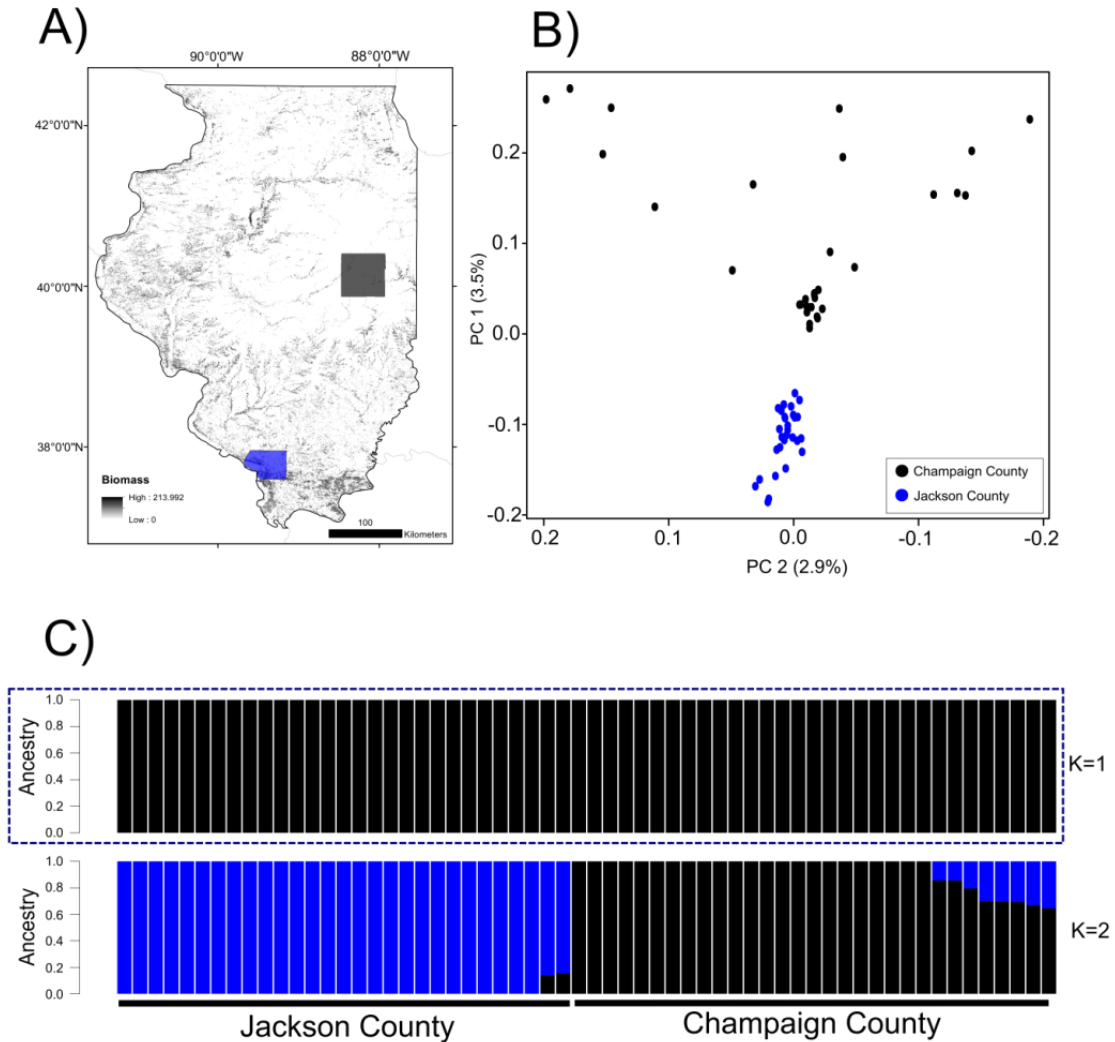 A)
90°0'0"W 88°0'0"W
42°0'0"N
40°0'0"N
38°0'0"N
Biomass
High : 213.992
Low : 0
100
Kilometers
B)
0.2
0.1
0.0
-0.1
-0.2
PC 1 (3.5%)
0.2 0.1 0.0 -0.1 -0.2
PC 2 (2.9%)
Champaign County
Jackson County
C)
1.0
0.8
0.6
0.4
0.2
0.0
Ancestry
K=1
1.0
0.8
0.6
0.4
0.2
0.0
Ancestry
K=2
Jackson County Champaign County